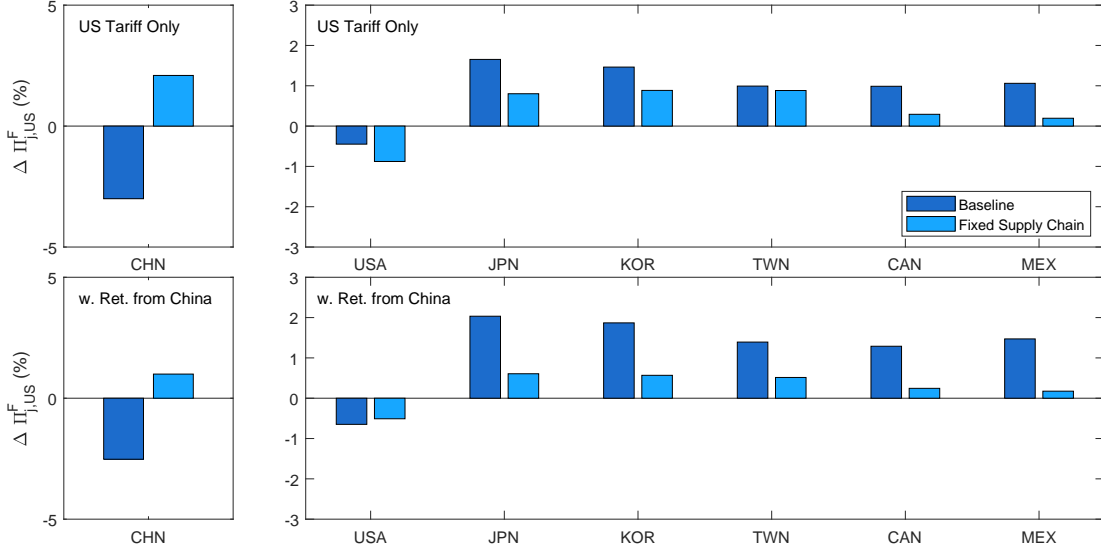 Δ Π^F_{j,US} (%)
5
0
-5
US Tariff Only
CHN
3
2
1
0
-1
-2
-3
US Tariff Only
Baseline
Fixed Supply Chain
USA JPN KOR TWN CAN MEX
Δ Π^F_{j,US} (%)
5
0
-5
w. Ret. from China
CHN
3
2
1
0
-1
-2
-3
w. Ret. from China
USA JPN KOR TWN CAN MEX